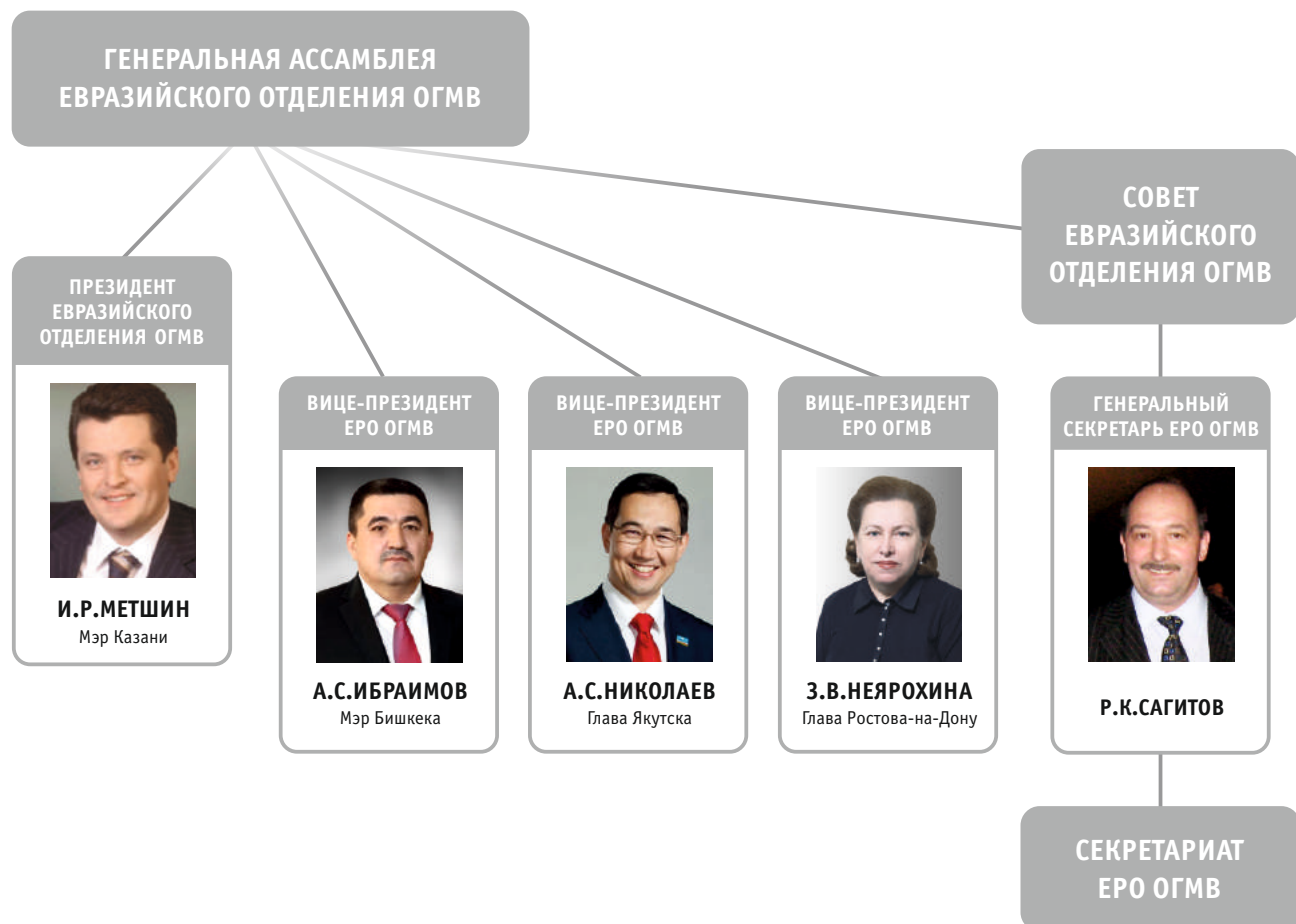 ГЕНЕРАЛЬНАЯ АССАМБЛЕЯ
ЕВРАЗИЙСКОГО ОТДЕЛЕНИЯ ОГМВ
СОВЕТ
ЕВРАЗИЙСКОГО
ОТДЕЛЕНИЯ ОГМВ
ПРЕЗИДЕНТ
ЕВРАЗИЙСКОГО
ОТДЕЛЕНИЯ ОГМВ
И.Р.МЕТШИН
Мэр Казани
ВИЦЕ-ПРЕЗИДЕНТ
ЕРО ОГМВ
А.С.ИБРАИМОВ
Мэр Бишкека
ВИЦЕ-ПРЕЗИДЕНТ
ЕРО ОГМВ
А.С.НИКОЛАЕВ
Глава Якутска
ВИЦЕ-ПРЕЗИДЕНТ
ЕРО ОГМВ
З.В.НЕЯРОХИНА
Глава Ростова-на-Дону
ГЕНЕРАЛЬНЫЙ
СЕКРЕТАРЬ ЕРО ОГМВ
Р.К.САГИТОВ
СЕКРЕТАРИАТ
ЕРО ОГМВ